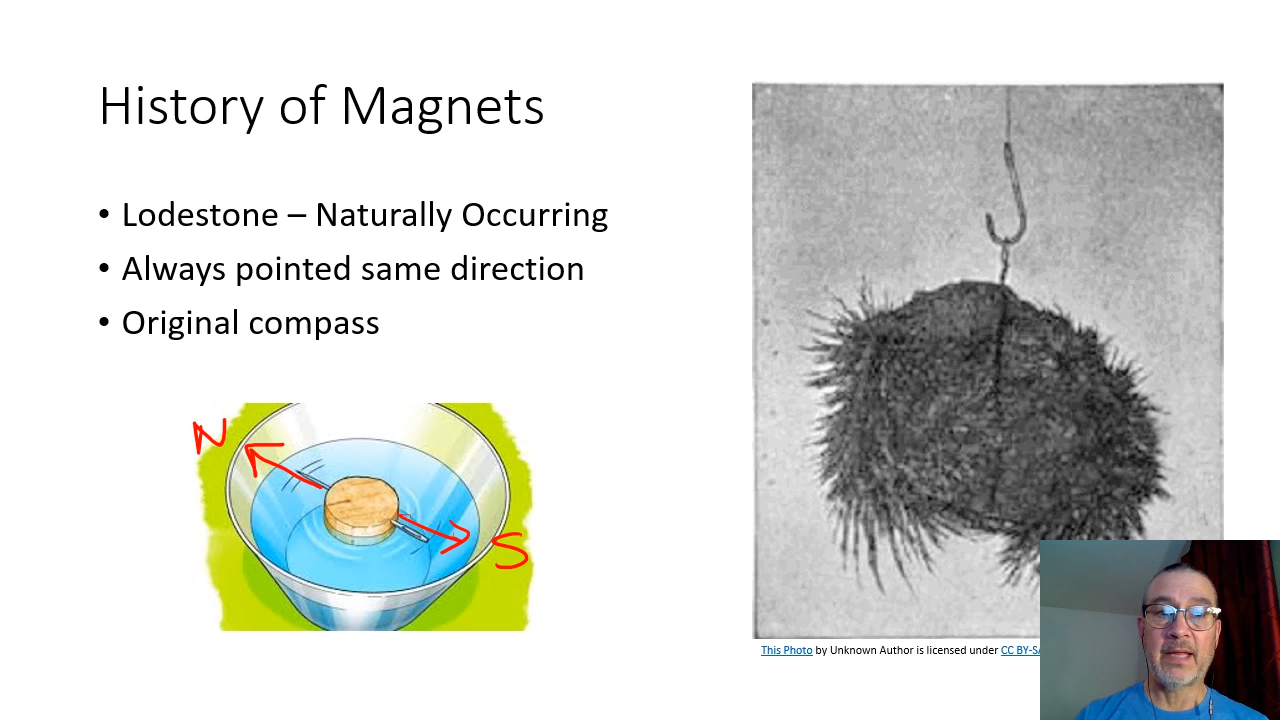 History of Magnets
• Lodestone – Naturally Occurring
• Always pointed same direction
• Original compass
N
S
This Photo by Unknown Author is licensed under CC BY-SA